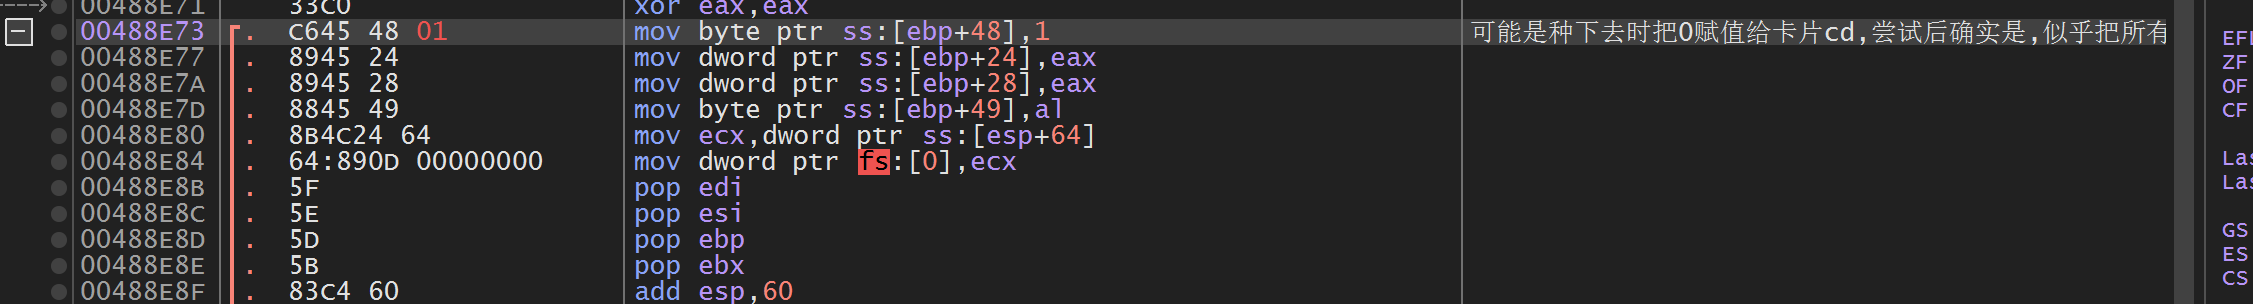 00488E71 33C0 xor eax,eax
00488E73 . C645 48 01 mov byte ptr ss:[ebp+48],1 可能是种下去时把0赋值给卡片cd,尝试后确实是,似乎把所有
00488E77 . 8945 24 mov dword ptr ss:[ebp+24],eax
00488E7A . 8945 28 mov dword ptr ss:[ebp+28],eax
00488E7D . 8845 49 mov byte ptr ss:[ebp+49],al
00488E80 . 8B4C24 64 mov ecx,dword ptr ss:[esp+64]
00488E84 . 64:890D 00000000 mov dword ptr fs:[0],ecx
00488E8B . 5F pop edi
00488E8C . 5E pop esi
00488E8D . 5D pop ebp
00488E8E . 5B pop ebx
00488E8F . 83C4 60 add esp,60
ZF
OF
CF
Las
Las
GS
ES
CS